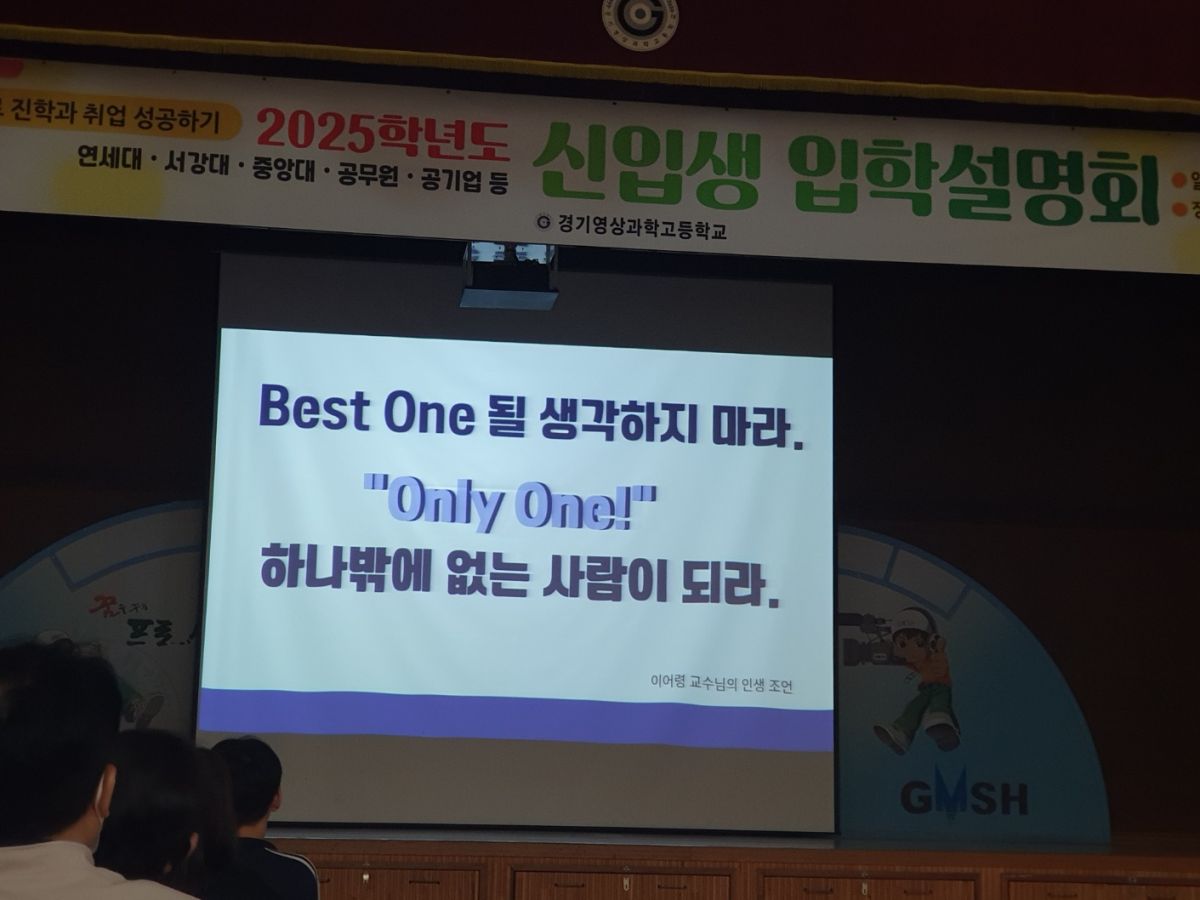 진학과 취업 성공하기
2025학년도
연세대 · 서강대 · 중앙대 · 공무원 · 공기업 등
신입생 입학설명회
경기영상과학고등학교
Best One 될 생각하지 마라.
"Only One!"
하나밖에 없는 사람이 되라.
이어령 교수님의 인생 조언
GMSH